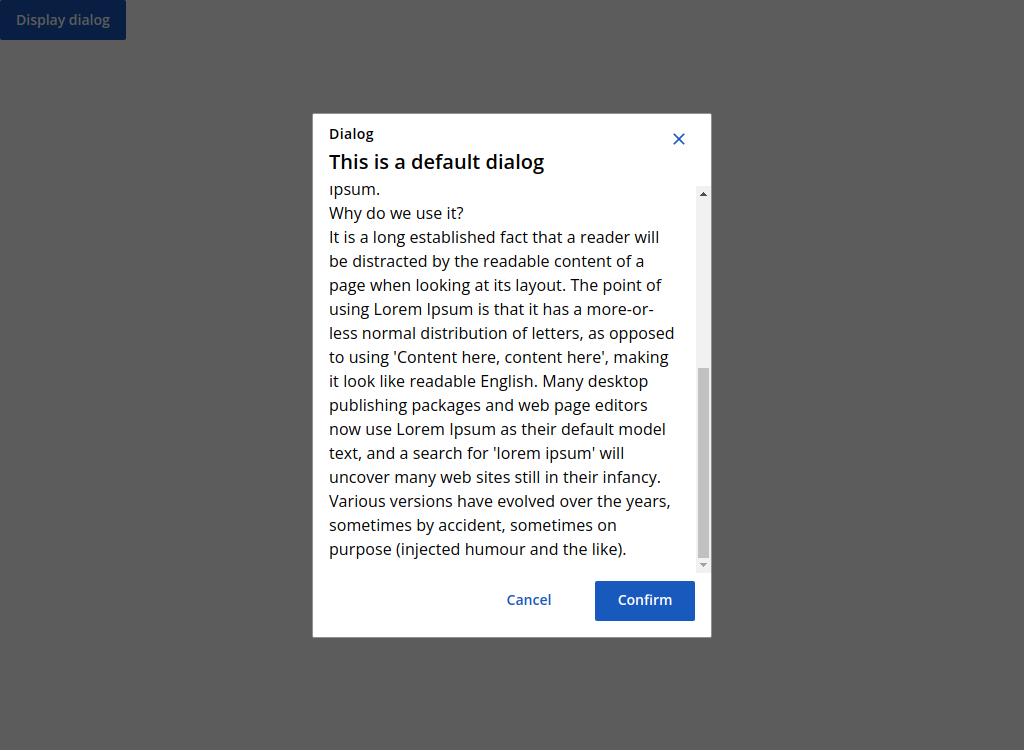 Display dialog
Dialog
This is a default dialog
ipsum.
Why do we use it?
It is a long established fact that a reader will
be distracted by the readable content of a
page when looking at its layout. The point of
using Lorem Ipsum is that it has a more-or-
less normal distribution of letters, as opposed
to using 'Content here, content here', making
it look like readable English. Many desktop
publishing packages and web page editors
now use Lorem Ipsum as their default model
text, and a search for 'lorem ipsum' will
uncover many web sites still in their infancy.
Various versions have evolved over the years,
sometimes by accident, sometimes on
purpose (injected humour and the like).
Cancel
Confirm